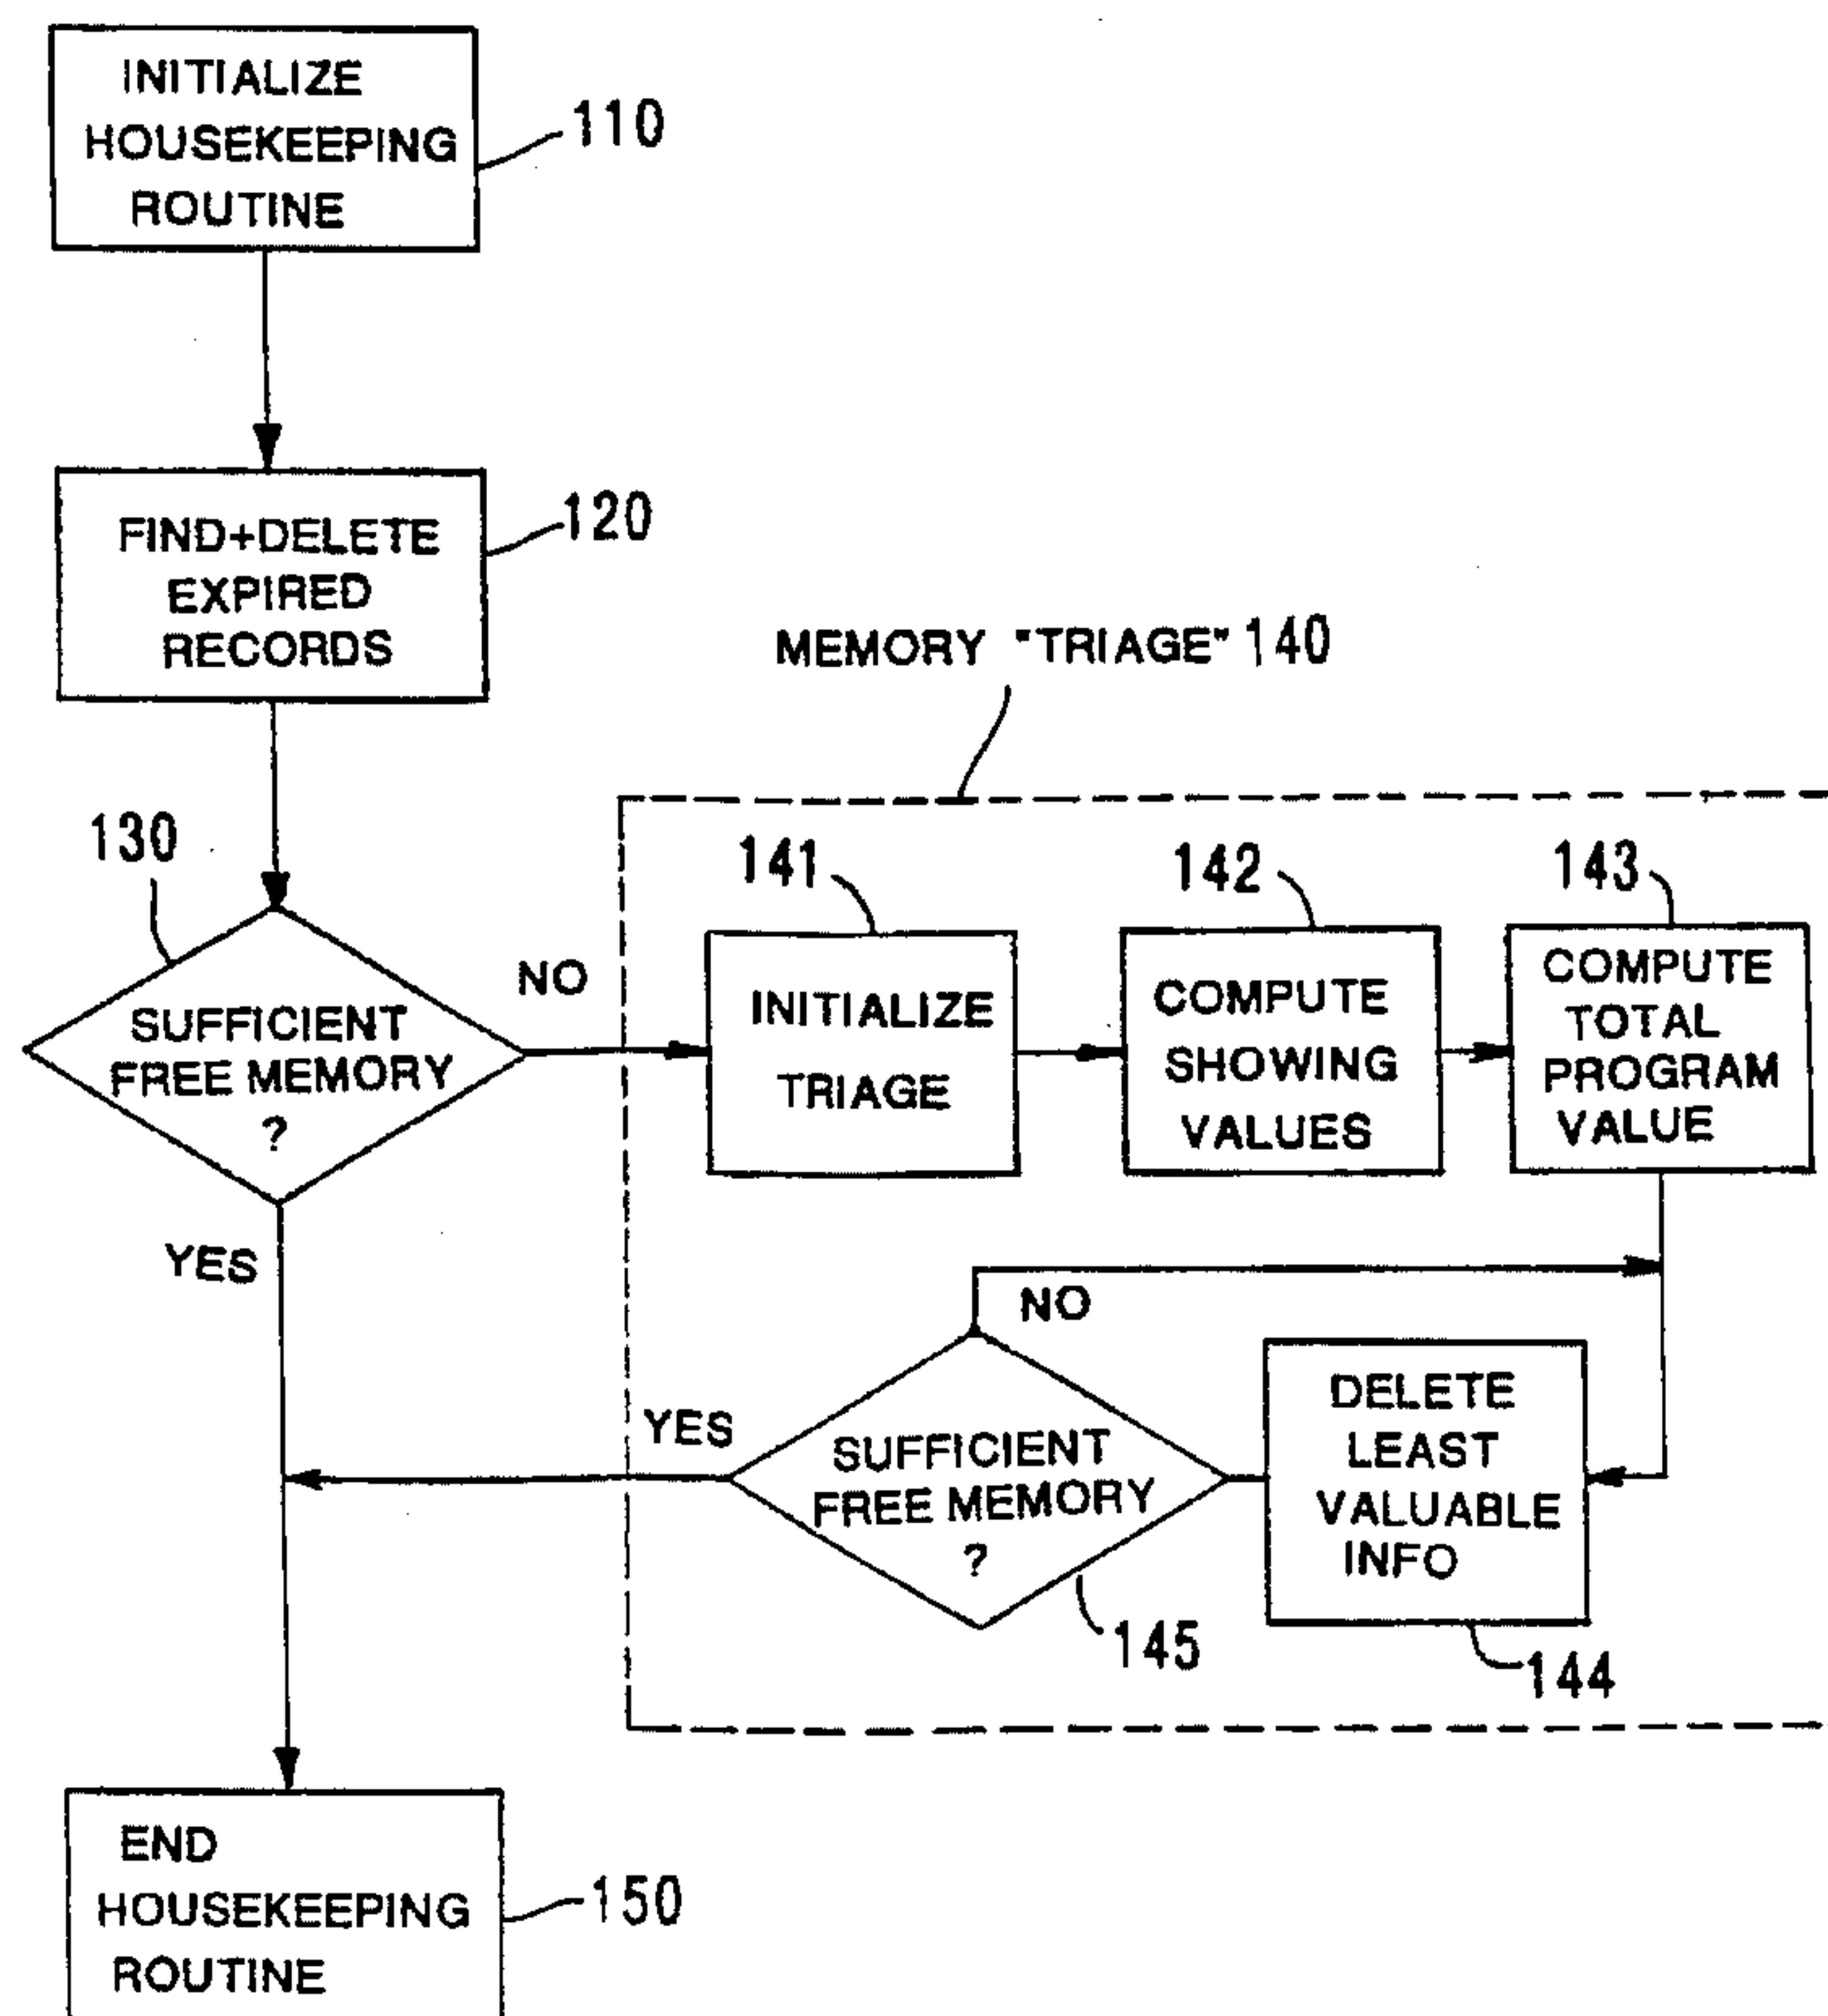 INITIALIZE
HOUSEKEEPING
ROUTINE
110
FIND+DELETE
EXPIRED
RECORDS
120
MEMORY "TRIAGE" 140
130
SUFFICIENT
FREE MEMORY
?
NO
YES
141
INITIALIZE
TRIAGE
142
COMPUTE
SHOWING
VALUES
143
COMPUTE
TOTAL
PROGRAM
VALUE
NO
YES
SUFFICIENT
FREE MEMORY
?
145
DELETE
LEAST
VALUABLE
INFO
144
END
HOUSEKEEPING
ROUTINE
150